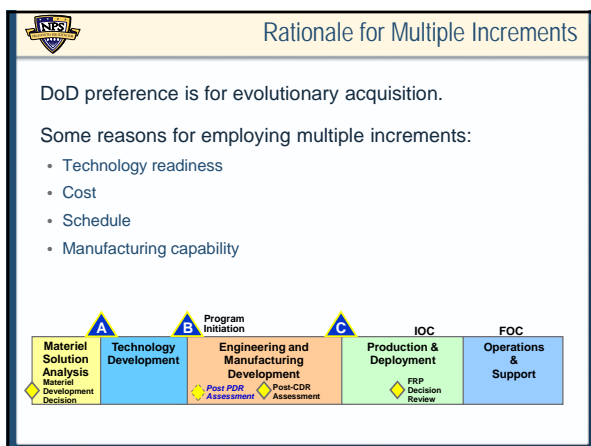 NPS
Rationale for Multiple Increments
DoD preference is for evolutionary acquisition.
Some reasons for employing multiple increments:
• Technology readiness
• Cost
• Schedule
• Manufacturing capability
A
B
Program
Initiation
C
IOC
FOC
Materiel
Solution
Analysis
Materiel
Development
Decision
Technology
Development
Engineering and
Manufacturing
Development
Post PDR
Assessment
Post-CDR
Assessment
Production &
Deployment
FRP
Decision
Review
Operations
&
Support